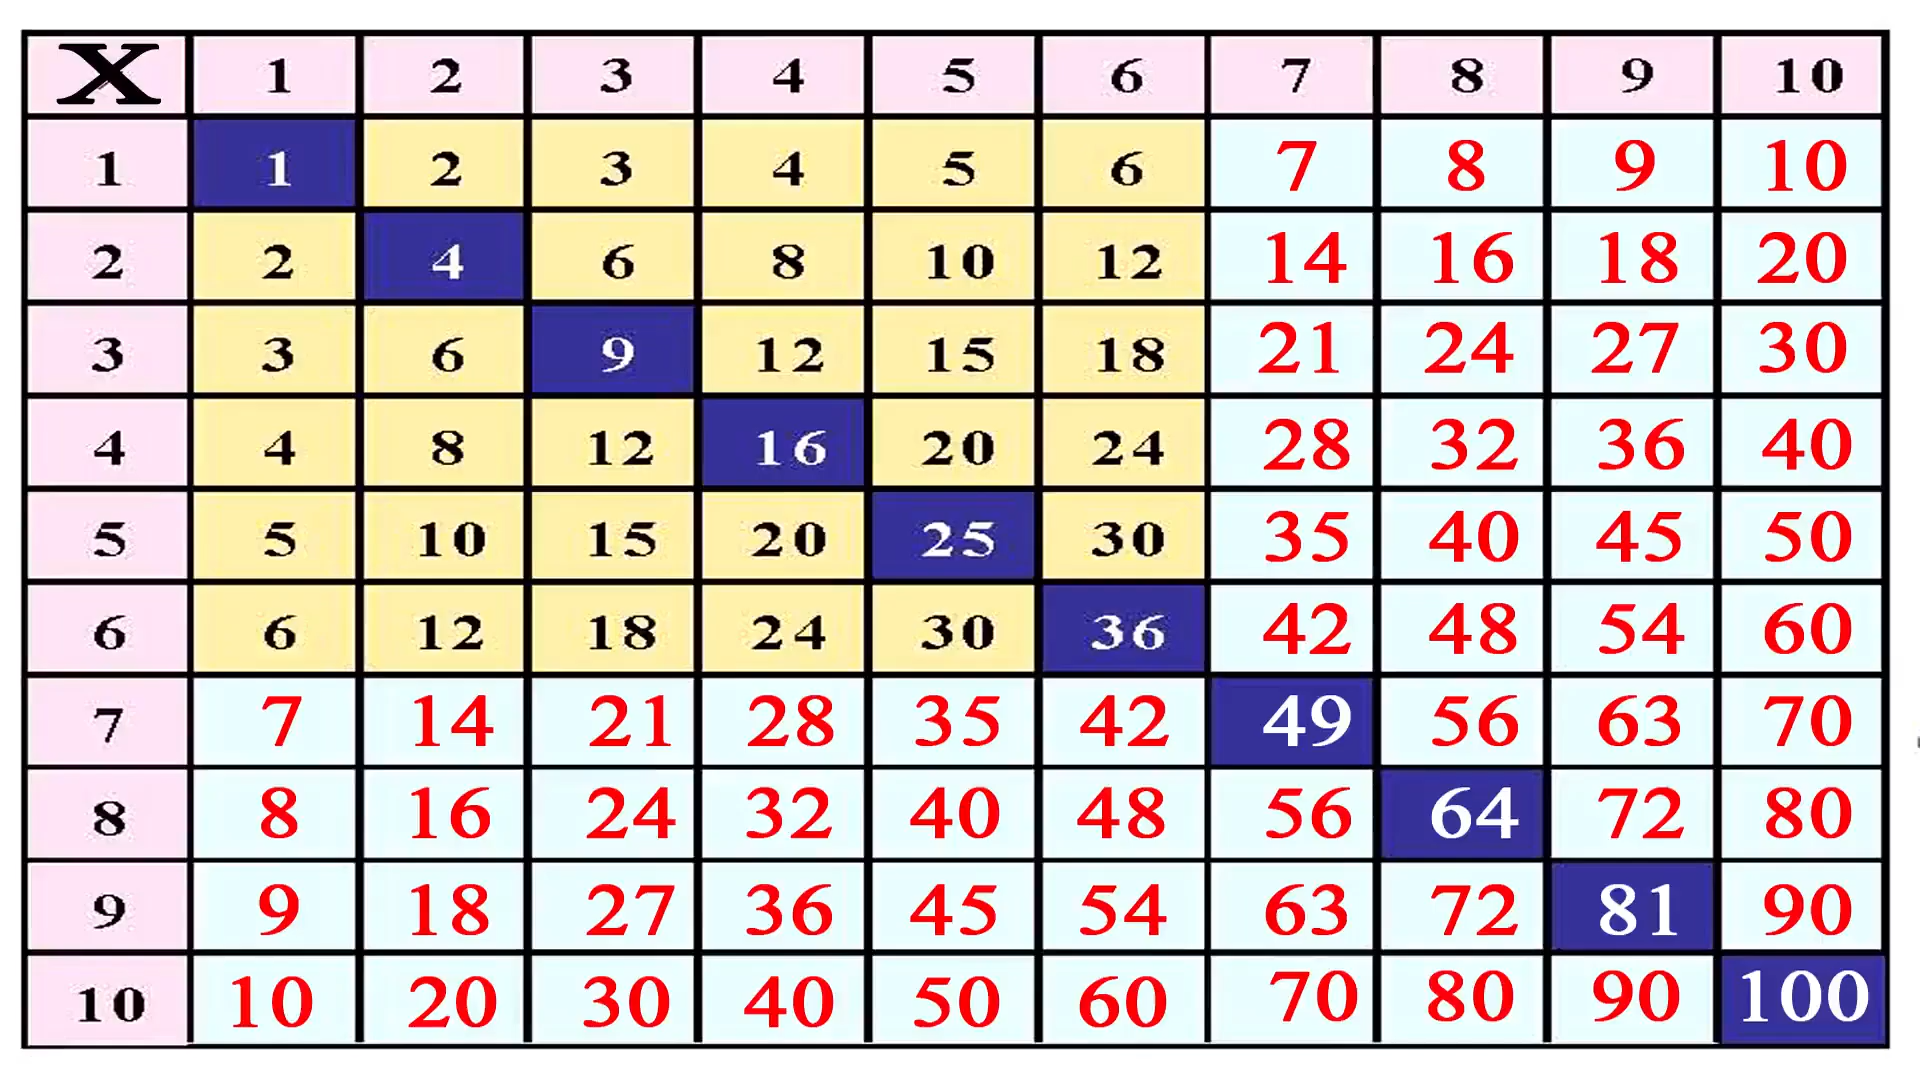 X 1 2 3 4 5 6 7 8 9 10
1 1 2 3 4 5 6 7 8 9 10
2 2 4 6 8 10 12 14 16 18 20
3 3 6 9 12 15 18 21 24 27 30
4 4 8 12 16 20 24 28 32 36 40
5 5 10 15 20 25 30 35 40 45 50
6 6 12 18 24 30 36 42 48 54 60
7 7 14 21 28 35 42 49 56 63 70
8 8 16 24 32 40 48 56 64 72 80
9 9 18 27 36 45 54 63 72 81 90
10 10 20 30 40 50 60 70 80 90 100